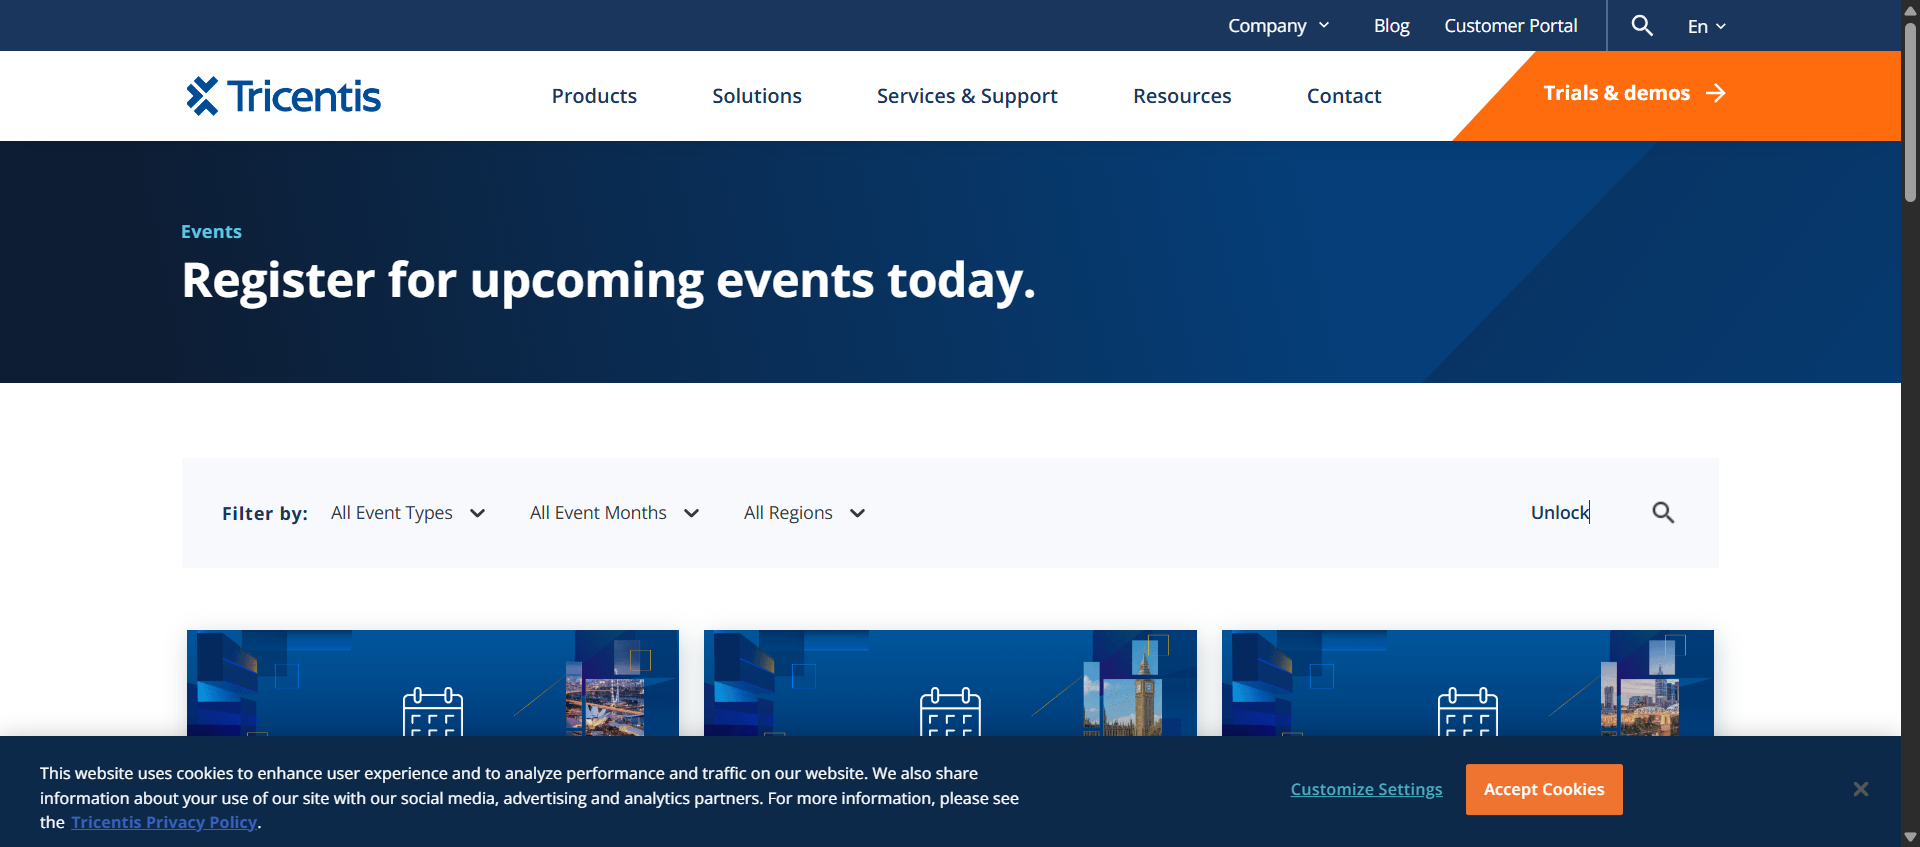 Company
Blog
Customer Portal
En
Tricentis
Products
Solutions
Services & Support
Resources
Contact
Trials & demos
Events
Register for upcoming events today.
Filter by:
All Event Types
All Event Months
All Regions
Unlock
This website uses cookies to enhance user experience and to analyze performance and traffic on our website. We also share
information about your use of our site with our social media, advertising and analytics partners. For more information, please see
the Tricentis Privacy Policy.
Customize Settings
Accept Cookies